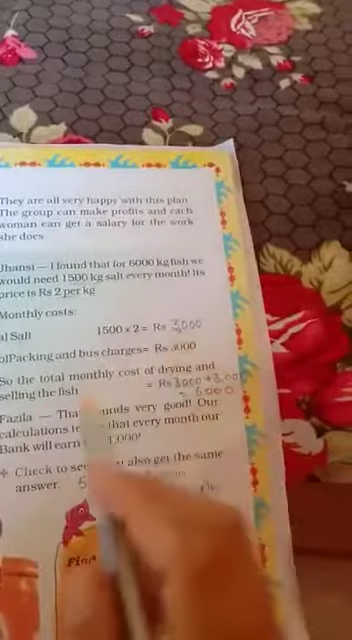 They are all very happy with this plan
The group can make profits and each
woman can get a salary for the work
she does
Jhansi — I found that for 6000 kg fish we
would need 1500 kg salt every month! Its
price is Rs 2 per kg
Monthly costs:
a) Salt 1500 x 2 = Rs 3000
b) Packing and bus charges= Rs 3000
So the total monthly cost of drying and
selling the fish = Rs 3000 + 3,000
= 6000
Fazila — unds very good! Our
calculations that every month our
Bank will earn 1,000!
Check to see also get the same
answer. 5
Find